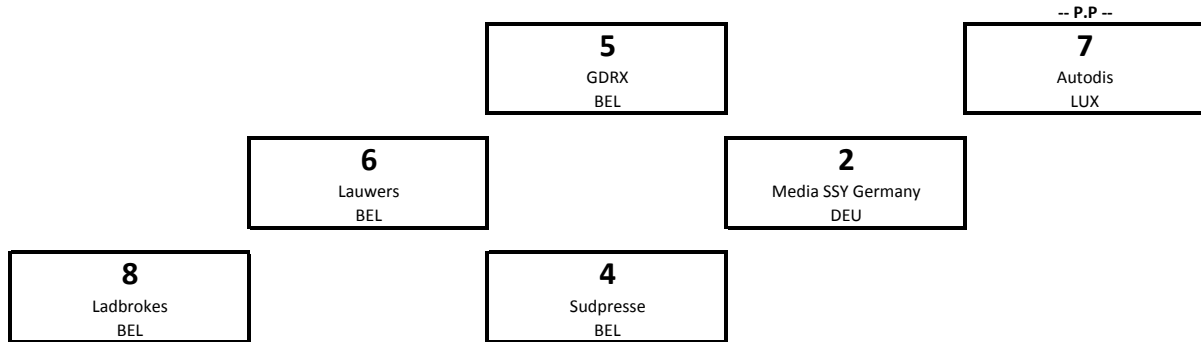 -- P.P --
5
GDRX
BEL
7
Autodis
LUX
6
Lauwers
BEL
2
Media SSY Germany
DEU
8
Ladbrokes
BEL
4
Sudpresse
BEL